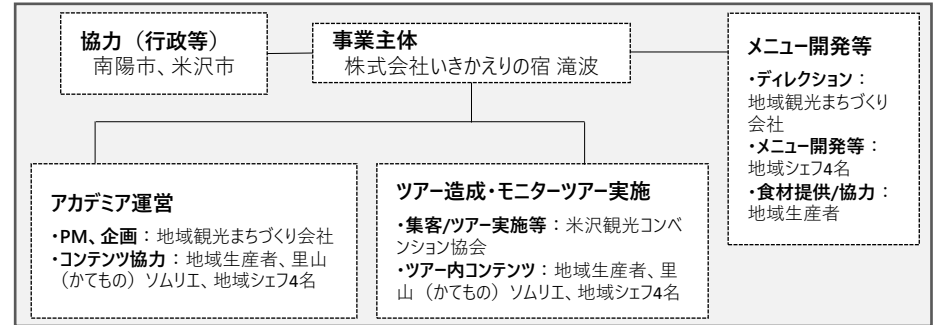 協力（行政等）
南陽市、米沢市
事業主体
株式会社いきかえりの宿 滝波
メニュー開発等
・ディレクション：
地域観光まちづくり
会社
・メニュー開発等：
地域シェフ4名
・食材提供/協力：
地域生産者
アカデミア運営
・PM、企画：地域観光まちづくり会社
・コンテンツ協力：地域生産者、里山
（かてもの）ソムリエ、地域シェフ4名
ツアー造成・モニターツアー実施
・集客/ツアー実施等：米沢観光コンベ
ンション協会
・ツアー内コンテンツ：地域生産者、里
山（かてもの）ソムリエ、地域シェフ4名